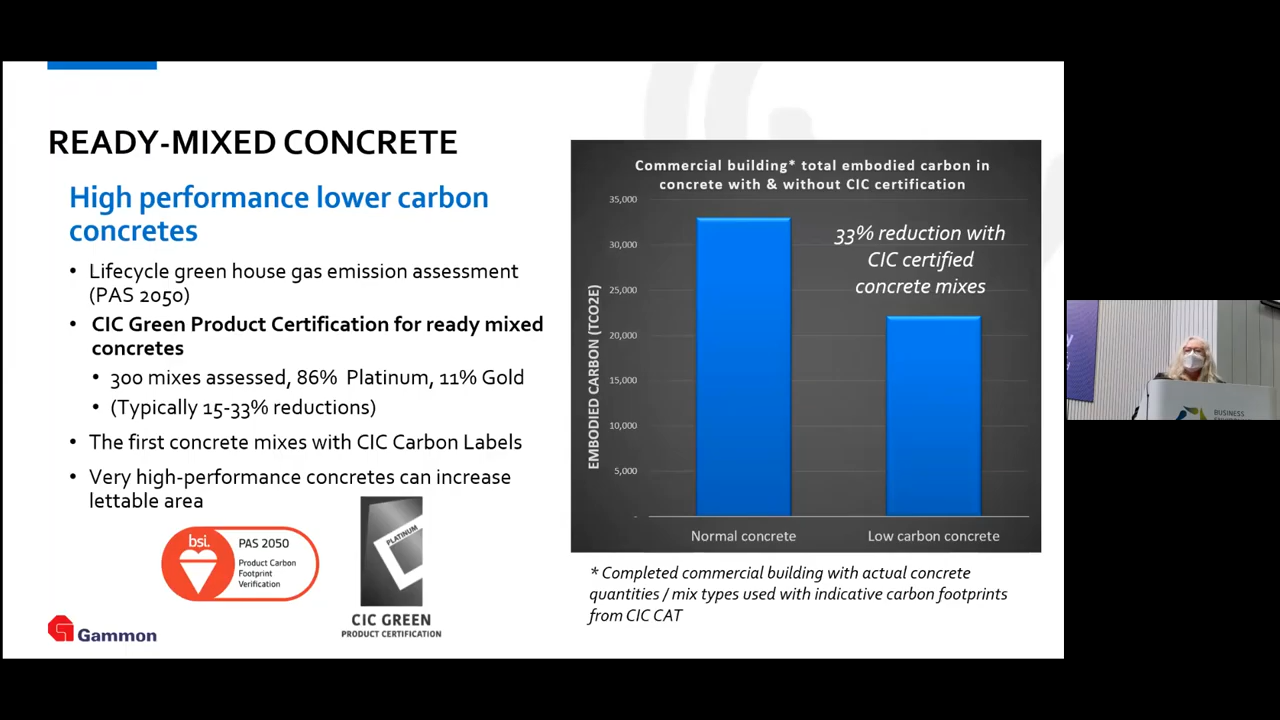 READY-MIXED CONCRETE
High performance lower carbon
concretes
• Lifecycle green house gas emission assessment
(PAS 2050)
• CIC Green Product Certification for ready mixed
concretes
• 300 mixes assessed, 86% Platinum, 11% Gold
• (Typically 15-33% reductions)
• The first concrete mixes with CIC Carbon Labels
• Very high-performance concretes can increase
lettable area
bsi.
PAS 2050
Product Carbon
Footprint
Verification
PLATINUM
CIC GREEN
PRODUCT CERTIFICATION
Gammon
Commercial building* total embodied carbon in
concrete with & without CIC certification
EMBODIED CARBON (TCO2E)
35,000
30,000
25,000
20,000
15,000
10,000
5,000
-
33% reduction with
CIC certified
concrete mixes
Normal concrete
Low carbon concrete
* Completed commercial building with actual concrete
quantities / mix types used with indicative carbon footprints
from CIC CAT
BUSINESS